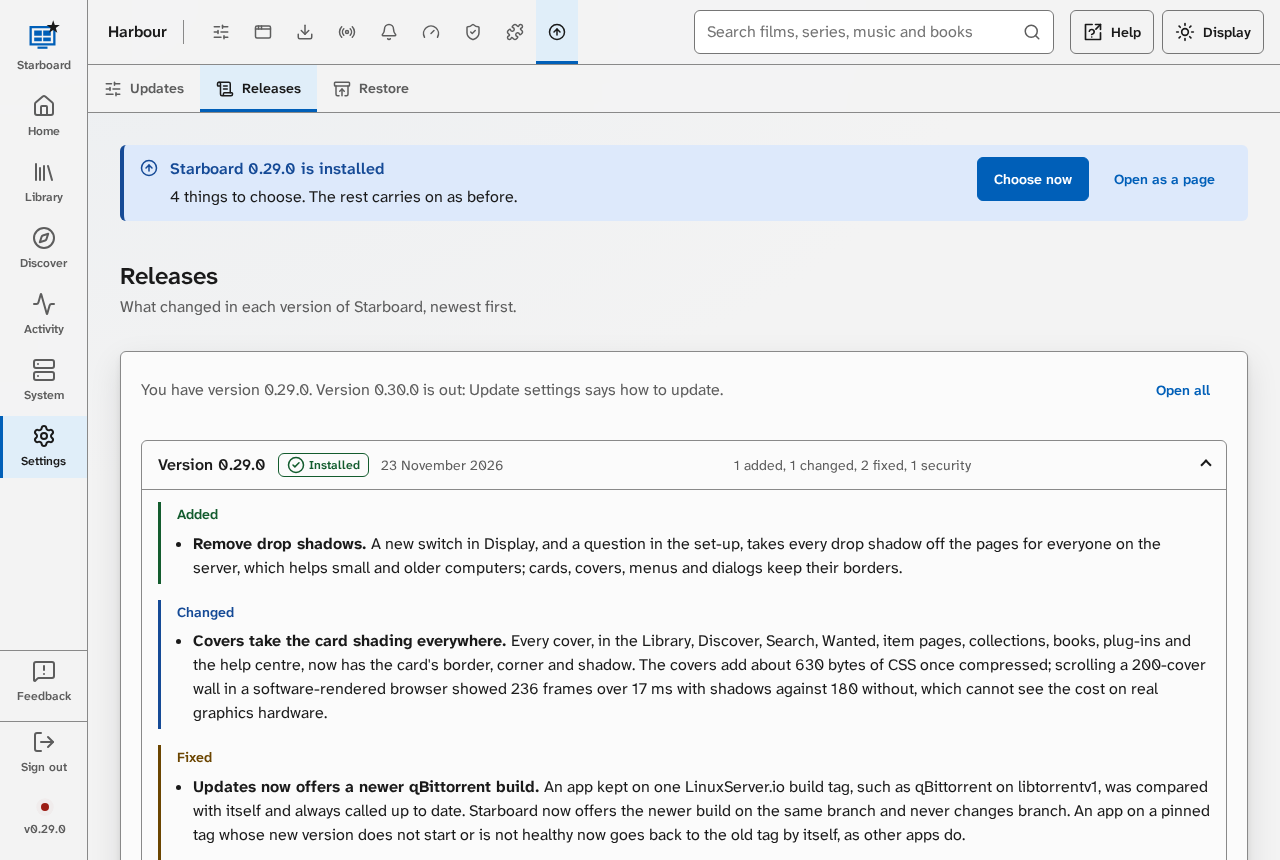 Starboard
Home
Library
Discover
Activity
System
Settings
Feedback
Sign out
v0.29.0
Harbour
Search films, series, music and books
Help
Display
Updates
Releases
Restore
Starboard 0.29.0 is installed
4 things to choose. The rest carries on as before.
Choose now
Open as a page
Releases
What changed in each version of Starboard, newest first.
You have version 0.29.0. Version 0.30.0 is out: Update settings says how to update.
Open all
Version 0.29.0
Installed
23 November 2026
1 added, 1 changed, 2 fixed, 1 security
Added
• Remove drop shadows. A new switch in Display, and a question in the set-up, takes every drop shadow off the pages for everyone on the
server, which helps small and older computers; cards, covers, menus and dialogs keep their borders.
Changed
• Covers take the card shading everywhere. Every cover, in the Library, Discover, Search, Wanted, item pages, collections, books, plug-ins and
the help centre, now has the card's border, corner and shadow. The covers add about 630 bytes of CSS once compressed; scrolling a 200-cover
wall in a software-rendered browser showed 236 frames over 17 ms with shadows against 180 without, which cannot see the cost on real
graphics hardware.
Fixed
• Updates now offers a newer qBittorrent build. An app kept on one LinuxServer.io build tag, such as qBittorrent on libtorrentv1, was compared
with itself and always called up to date. Starboard now offers the newer build on the same branch and never changes branch. An app on a pinned
tag whose new version does not start or is not healthy now goes back to the old tag by itself, as other apps do.